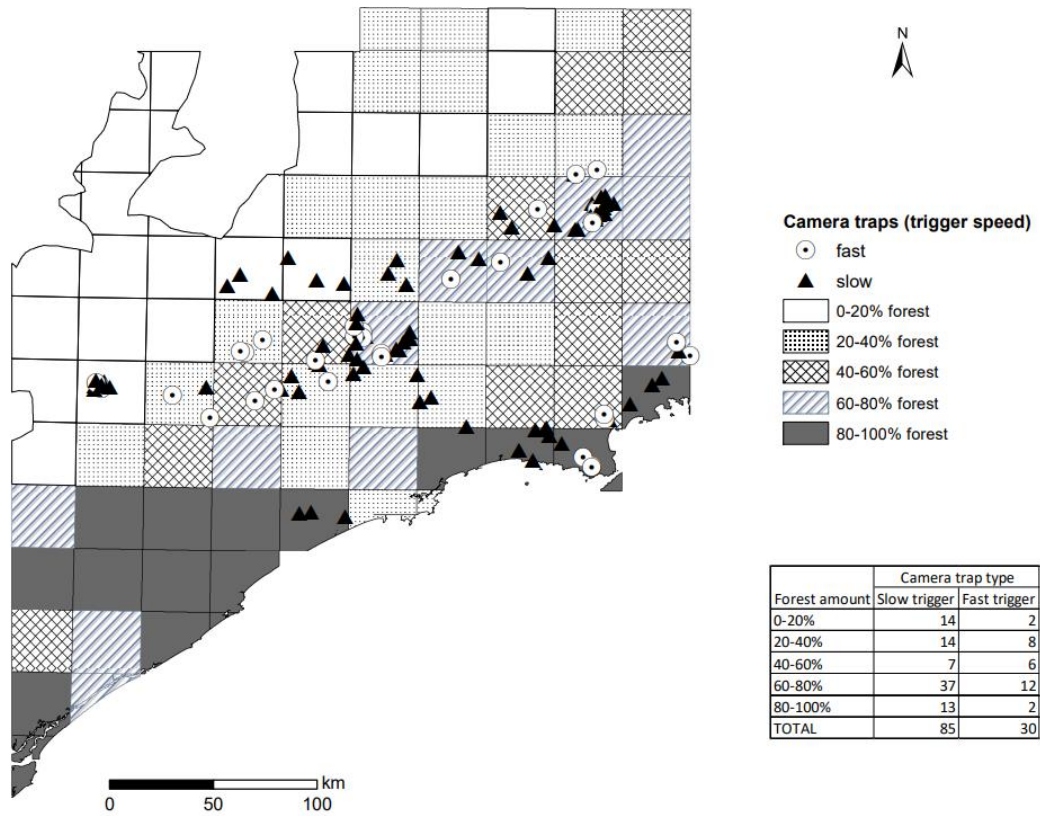 N
Camera traps (trigger speed)
fast
slow
0-20% forest
20-40% forest
40-60% forest
60-80% forest
80-100% forest
Camera trap type
Forest amount Slow trigger Fast trigger
0-20% 14 2
20-40% 14 8
40-60% 7 6
60-80% 37 12
80-100% 13 2
TOTAL 85 30
km
0 50 100